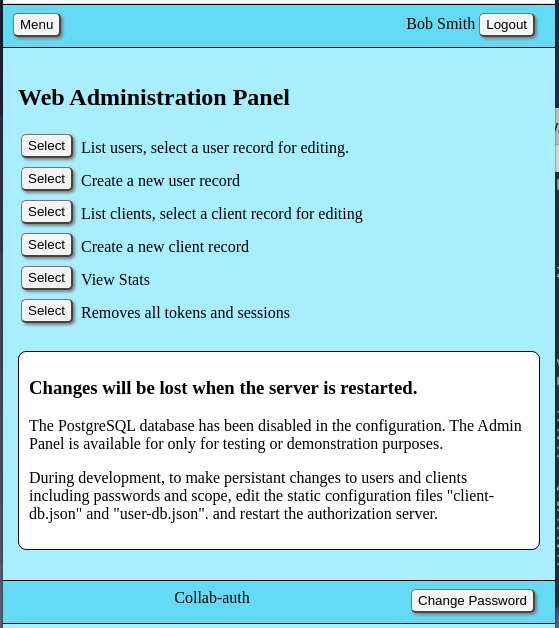 Menu Bob Smith Logout
Web Administration Panel
Select List users, select a user record for editing.
Select Create a new user record
Select List clients, select a client record for editing
Select Create a new client record
Select View Stats
Select Removes all tokens and sessions
Changes will be lost when the server is restarted.
The PostgreSQL database has been disabled in the configuration. The Admin
Panel is available for only for testing or demonstration purposes.
During development, to make persistant changes to users and clients
including passwords and scope, edit the static configuration files "client-
db.json" and "user-db.json". and restart the authorization server.
Collab-auth Change Password